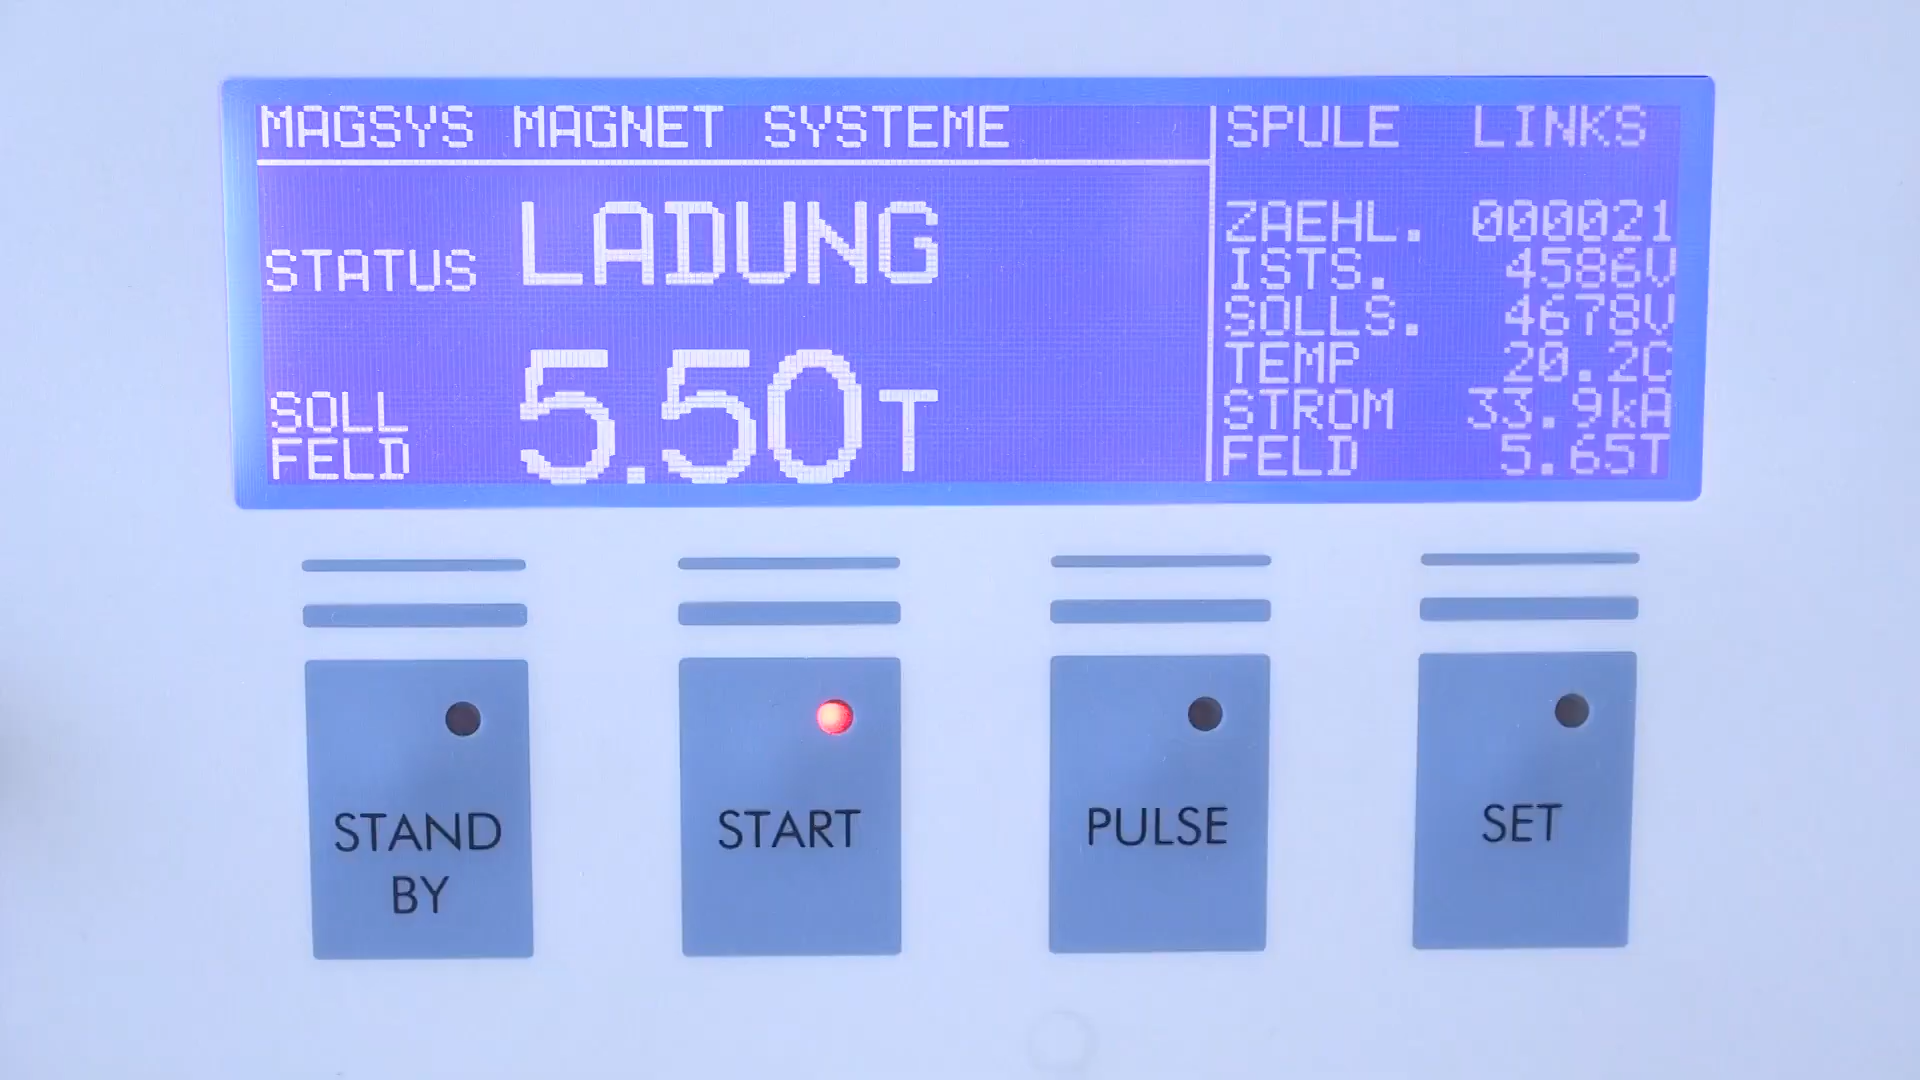 MAGSYS MAGNET SYSTEME
STATUS LADUNG
SOLL
FELD 5.50 T
SPULE LINKS
ZAEHL. 000021
ISTS. 4586V
SOLLS. 4678V
TEMP 20.2C
STROM 33.9kA
FELD 5.65T
STAND
BY
START
PULSE
SET